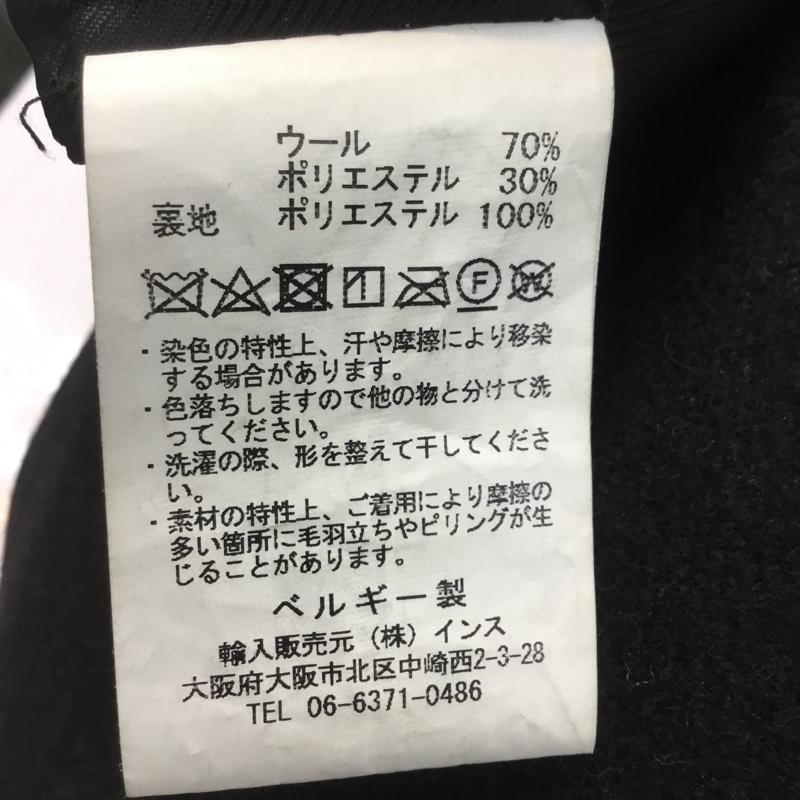 ウール 70%
ポリエステル 30%
裏地 ポリエステル 100%
F W
・染色の特性上、汗や摩擦により移染
する場合があります。
・色落ちしますので他の物と分けて洗
ってください。
・洗濯の際、形を整えて干してくださ
い。
・素材の特性上、ご着用により摩擦の
多い箇所に毛羽立ちやピリングが生
じることがあります。
ベルギー製
輸入販売元（株）インス
大阪府大阪市北区中崎西2-3-28
TEL 06-6371-0486